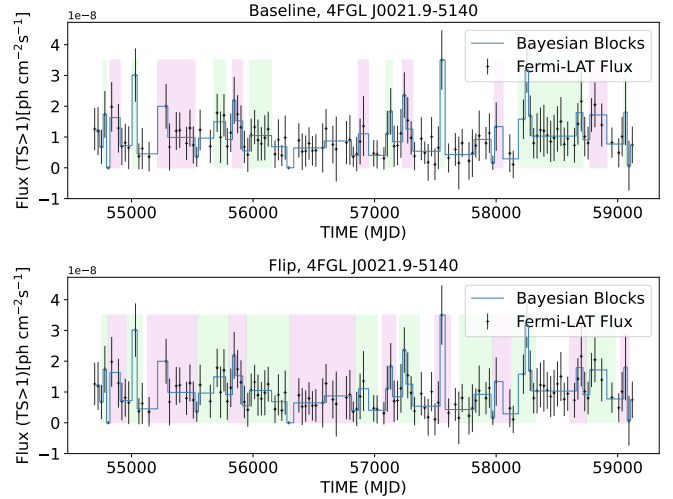 Baseline, 4FGL J0021.9-5140
1e−8
Flux (TS>1)[ph cm⁻²s⁻¹]
4
3
2
1
0
−1
Bayesian Blocks
Fermi-LAT Flux
55000 56000 57000 58000 59000
TIME (MJD)
Flip, 4FGL J0021.9-5140
1e−8
Flux (TS>1)[ph cm⁻²s⁻¹]
4
3
2
1
0
−1
Bayesian Blocks
Fermi-LAT Flux
55000 56000 57000 58000 59000
TIME (MJD)